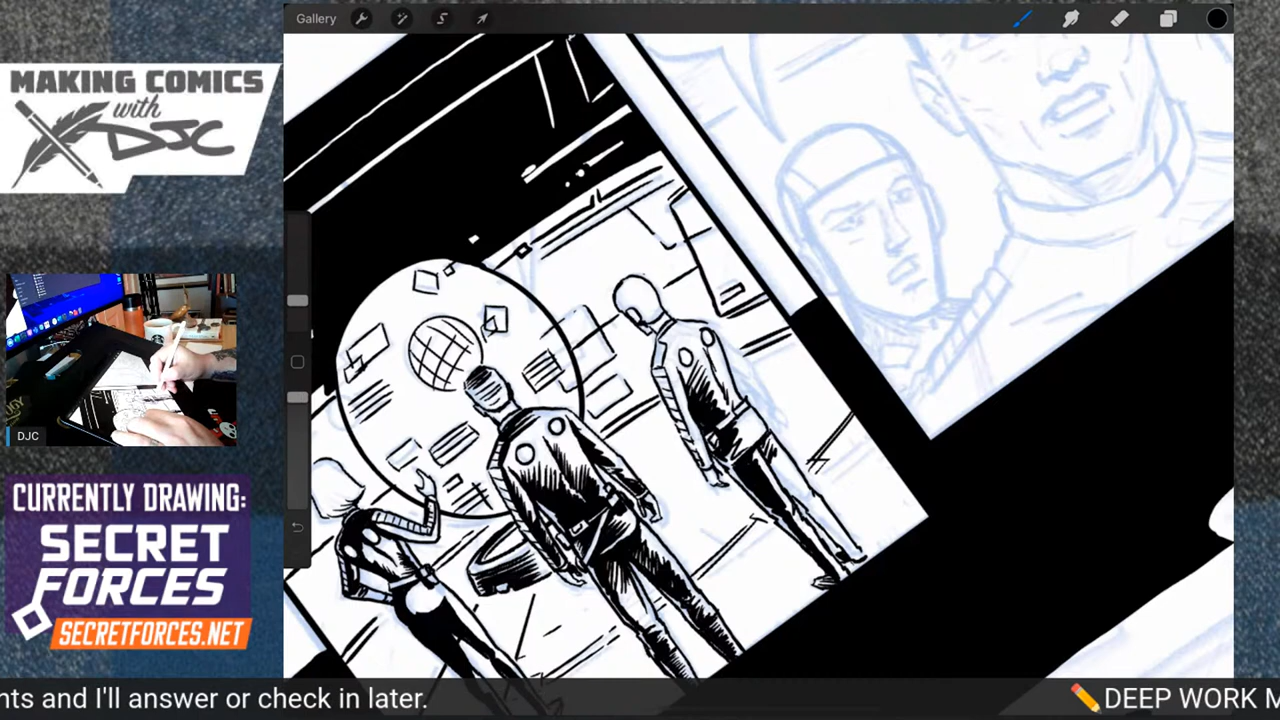 Gallery
MAKING COMICS
with
DJC
DJC
CURRENTLY DRAWING:
SECRET
FORCES
SECRETFORCES.NET
nts and I'll answer or check in later.
✏️DEEP WORK M